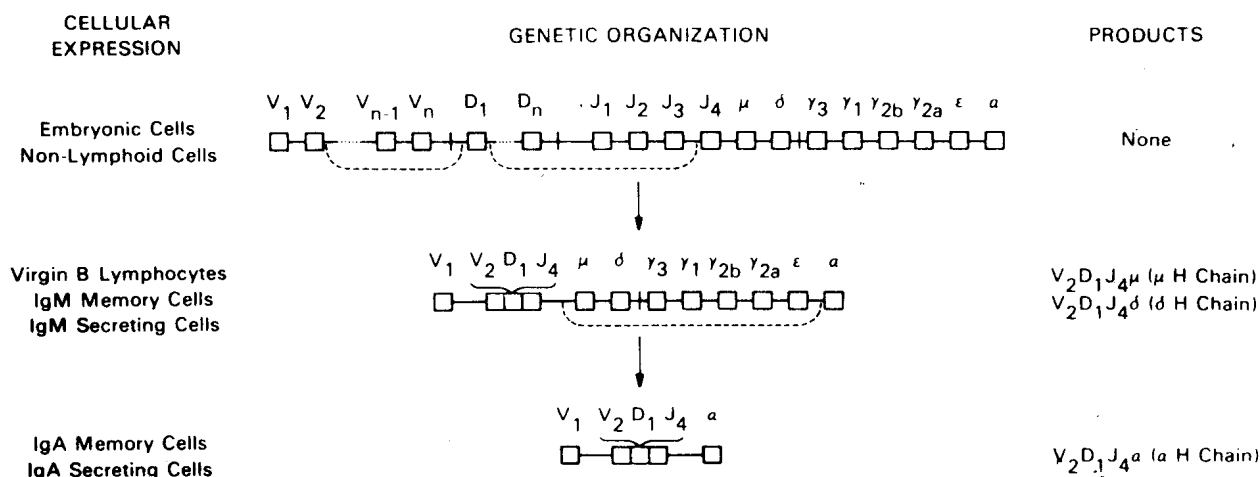 CELLULAR EXPRESSION
GENETIC ORGANIZATION
PRODUCTS
V1 V2 Vn-1 Vn D1 Dn J1 J2 J3 J4 μ δ γ3 γ1 γ2b γ2a ε α
Embryonic Cells
Non-Lymphoid Cells
None
V1 V2 D1 J4 μ δ γ3 γ1 γ2b γ2a ε α
Virgin B Lymphocytes
IgM Memory Cells
IgM Secreting Cells
V2D1J4μ (μ H Chain)
V2D1J4δ (δ H Chain)
V1 V2 D1 J4 α
IgA Memory Cells
IgA Secreting Cells
V2D1J4α (α H Chain)